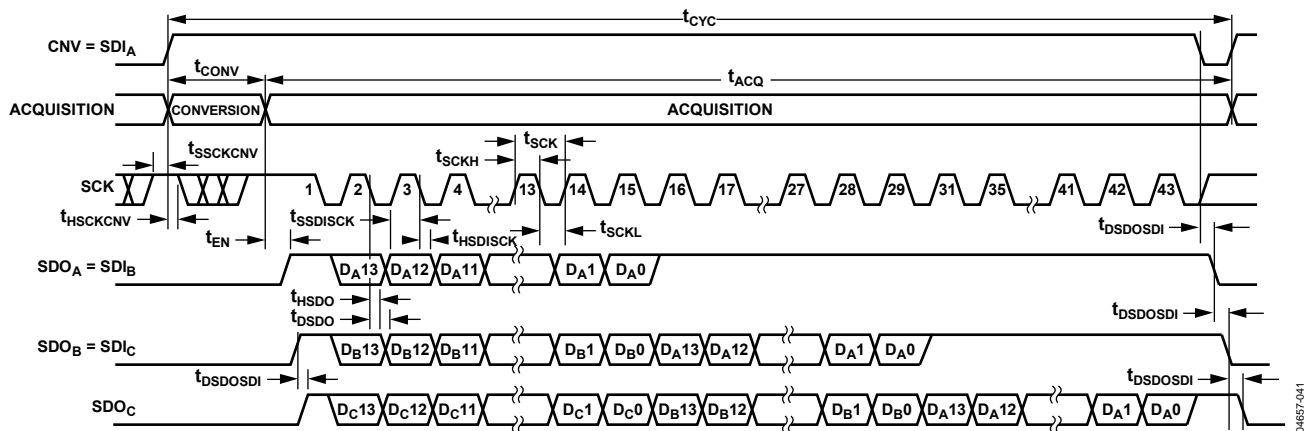 tCYC
CNV = SDIA
tCONV
tACQ
ACQUISITION CONVERSION ACQUISITION
tSSCKCNV
tSCK
tSCKH
SCK 1 2 3 4 13 14 15 16 17 27 28 29 31 35 41 42 43
tHSCKCNV
tSSDISCK
tEN
tHSDISCK
tSCKL
tDSDOSDI
SDOA = SDIB DA13 DA12 DA11 DA1 DA0
tHSDO
tDSDO
tDSDOSDI
SDOB = SDIC DB13 DB12 DB11 DB1 DB0 DA13 DA12 DA1 DA0
tDSDOSDI
tDSDOSDI
SDOC DC13 DC12 DC11 DC1 DC0 DB13 DB12 DB1 DB0 DA13 DA12 DA1 DA0
04657-041